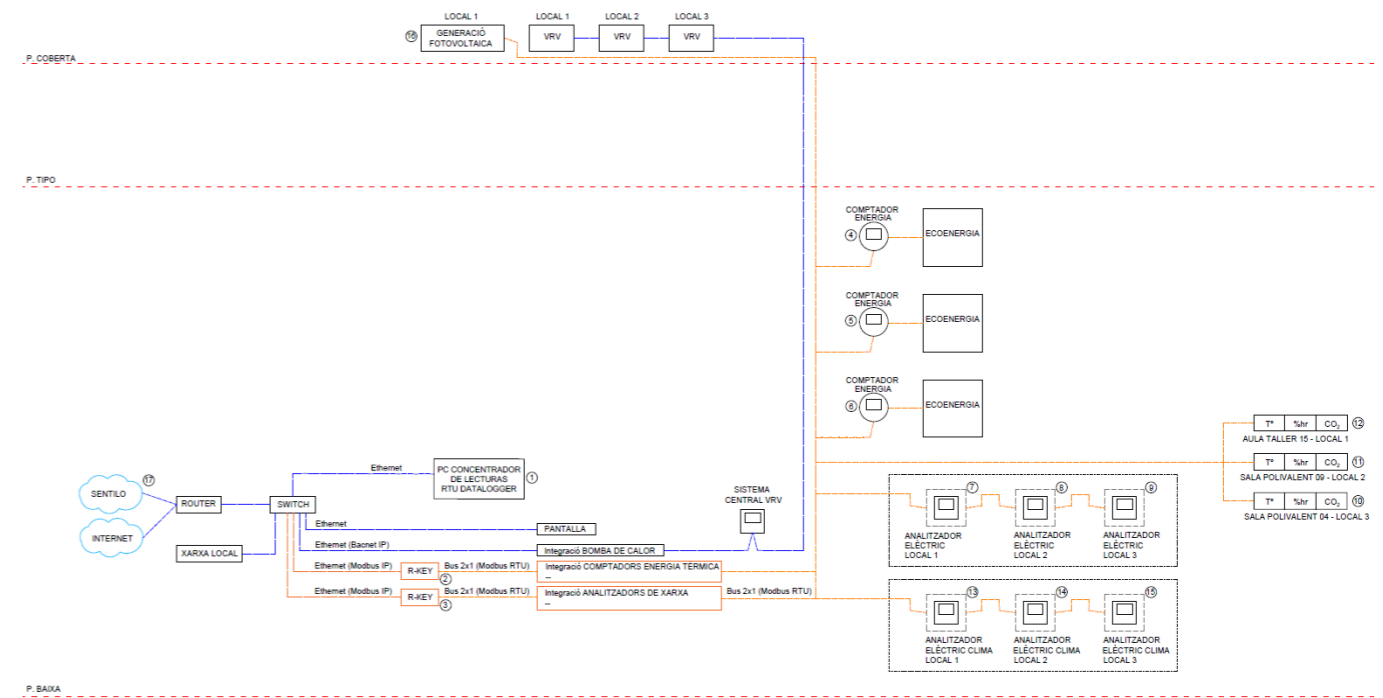 LOCAL 1
LOCAL 1
LOCAL 2
LOCAL 3
16
GENERACIÓ
FOTOVOLTAICA
VRV
VRV
VRV
P. COBERTA
P. TIPO
COMPTADOR
ENERGIA
4
ECOENERGIA
COMPTADOR
ENERGIA
5
ECOENERGIA
COMPTADOR
ENERGIA
6
ECOENERGIA
Tª %hr CO₂ 12
AULA TALLER 15 - LOCAL 1
Tª %hr CO₂ 11
SALA POLIVALENT 09 - LOCAL 2
Tª %hr CO₂ 10
SALA POLIVALENT 04 - LOCAL 3
SENTILO
17
INTERNET
ROUTER
XARXA LOCAL
SWITCH
Ethernet
PC CONCENTRADOR
DE LECTURAS
RTU DATALOGGER
1
Ethernet
PANTALLA
Ethernet (Bacnet IP)
Integració BOMBA DE CALOR
SISTEMA
CENTRAL VRV
Ethernet (Modbus IP)
R-KEY
2
Bus 2x1 (Modbus RTU)
Integració COMPTADORS ENERGIA TÈRMICA
--
Ethernet (Modbus IP)
R-KEY
3
Bus 2x1 (Modbus RTU)
Integració ANALITZADORS DE XARXA
--
Bus 2x1 (Modbus RTU)
7
ANALITZADOR
ELÈCTRIC
LOCAL 1
8
ANALITZADOR
ELÈCTRIC
LOCAL 2
9
ANALITZADOR
ELÈCTRIC
LOCAL 3
13
ANALITZADOR
ELÈCTRIC CLIMA
LOCAL 1
14
ANALITZADOR
ELÈCTRIC CLIMA
LOCAL 2
15
ANALITZADOR
ELÈCTRIC CLIMA
LOCAL 3
P. BAIXA